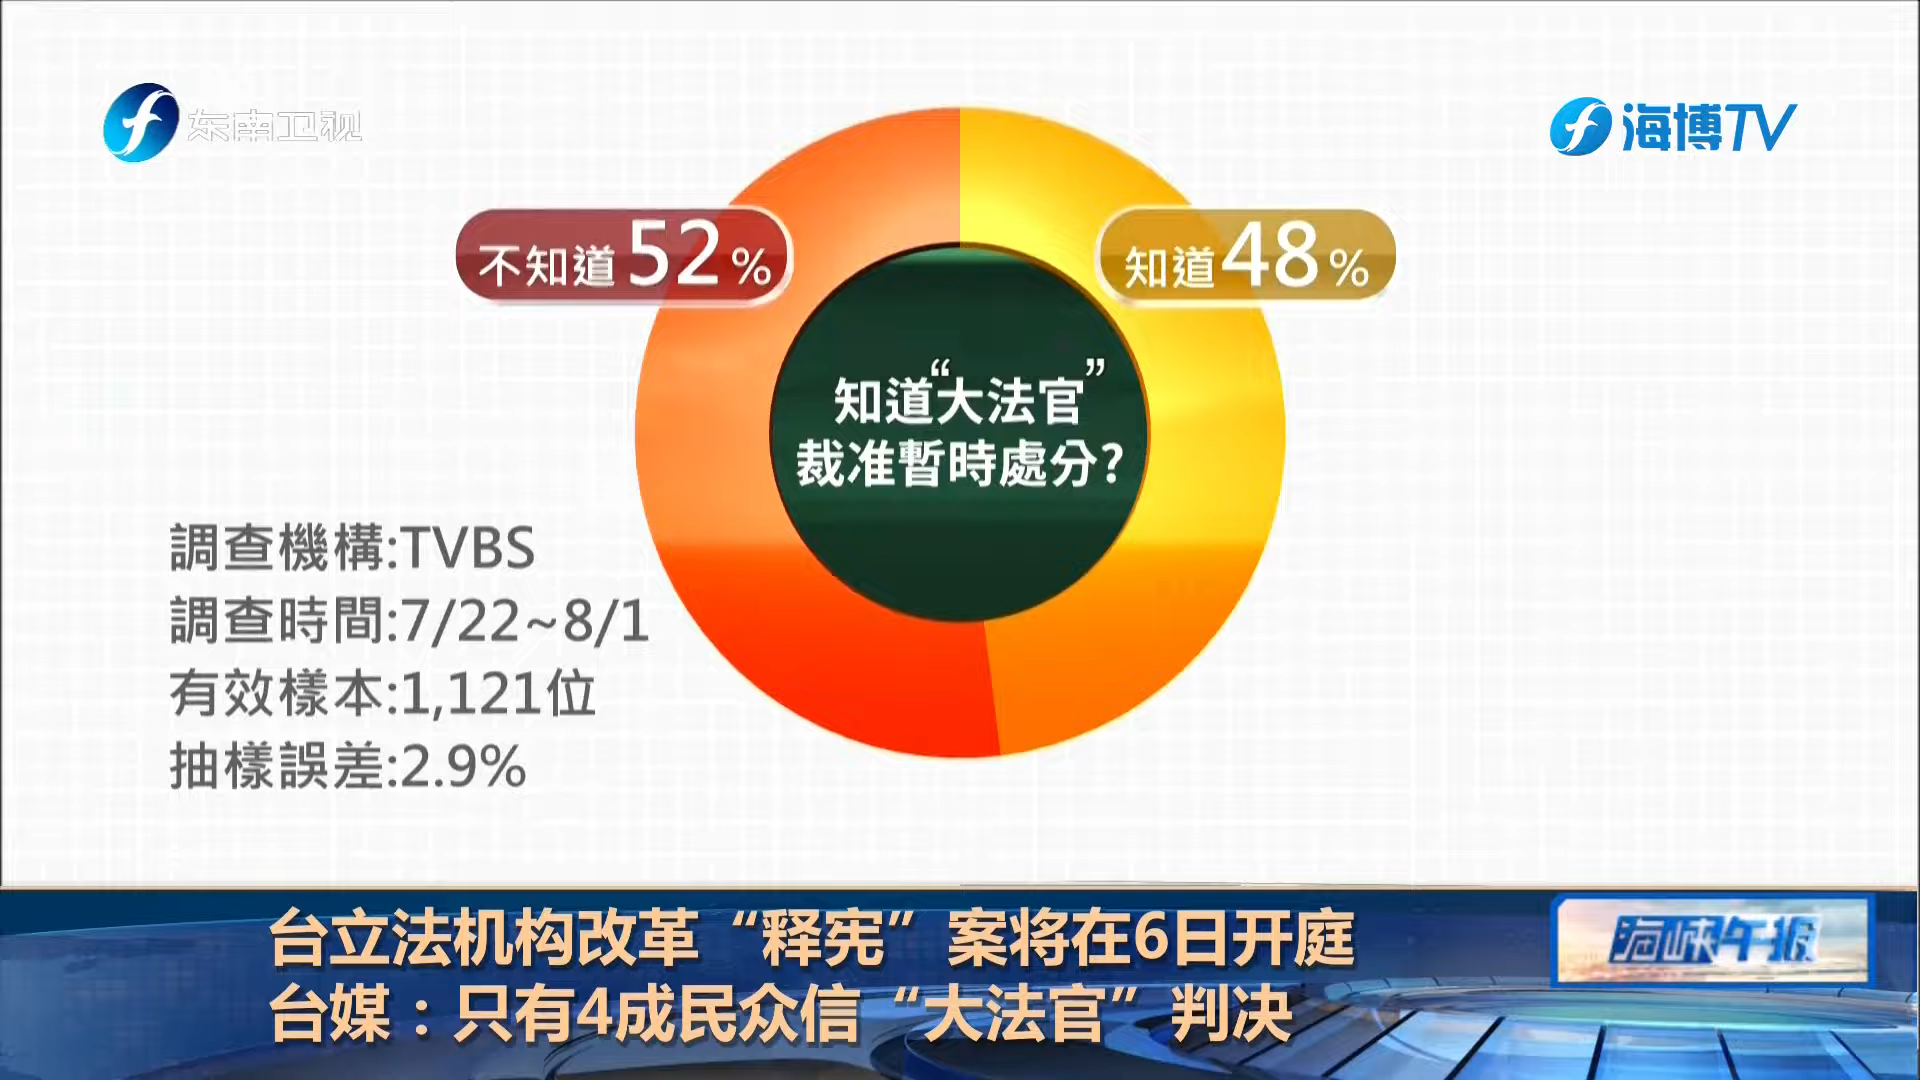 东南卫视
海博TV
不知道52%
知道48%
知道“大法官”
裁准暫時處分?
調查機構:TVBS
調查時間:7/22~8/1
有效樣本:1,121位
抽樣誤差:2.9%
台立法机构改革“释宪”案将在6日开庭
台媒：只有4成民众信“大法官”判决
海峡午报